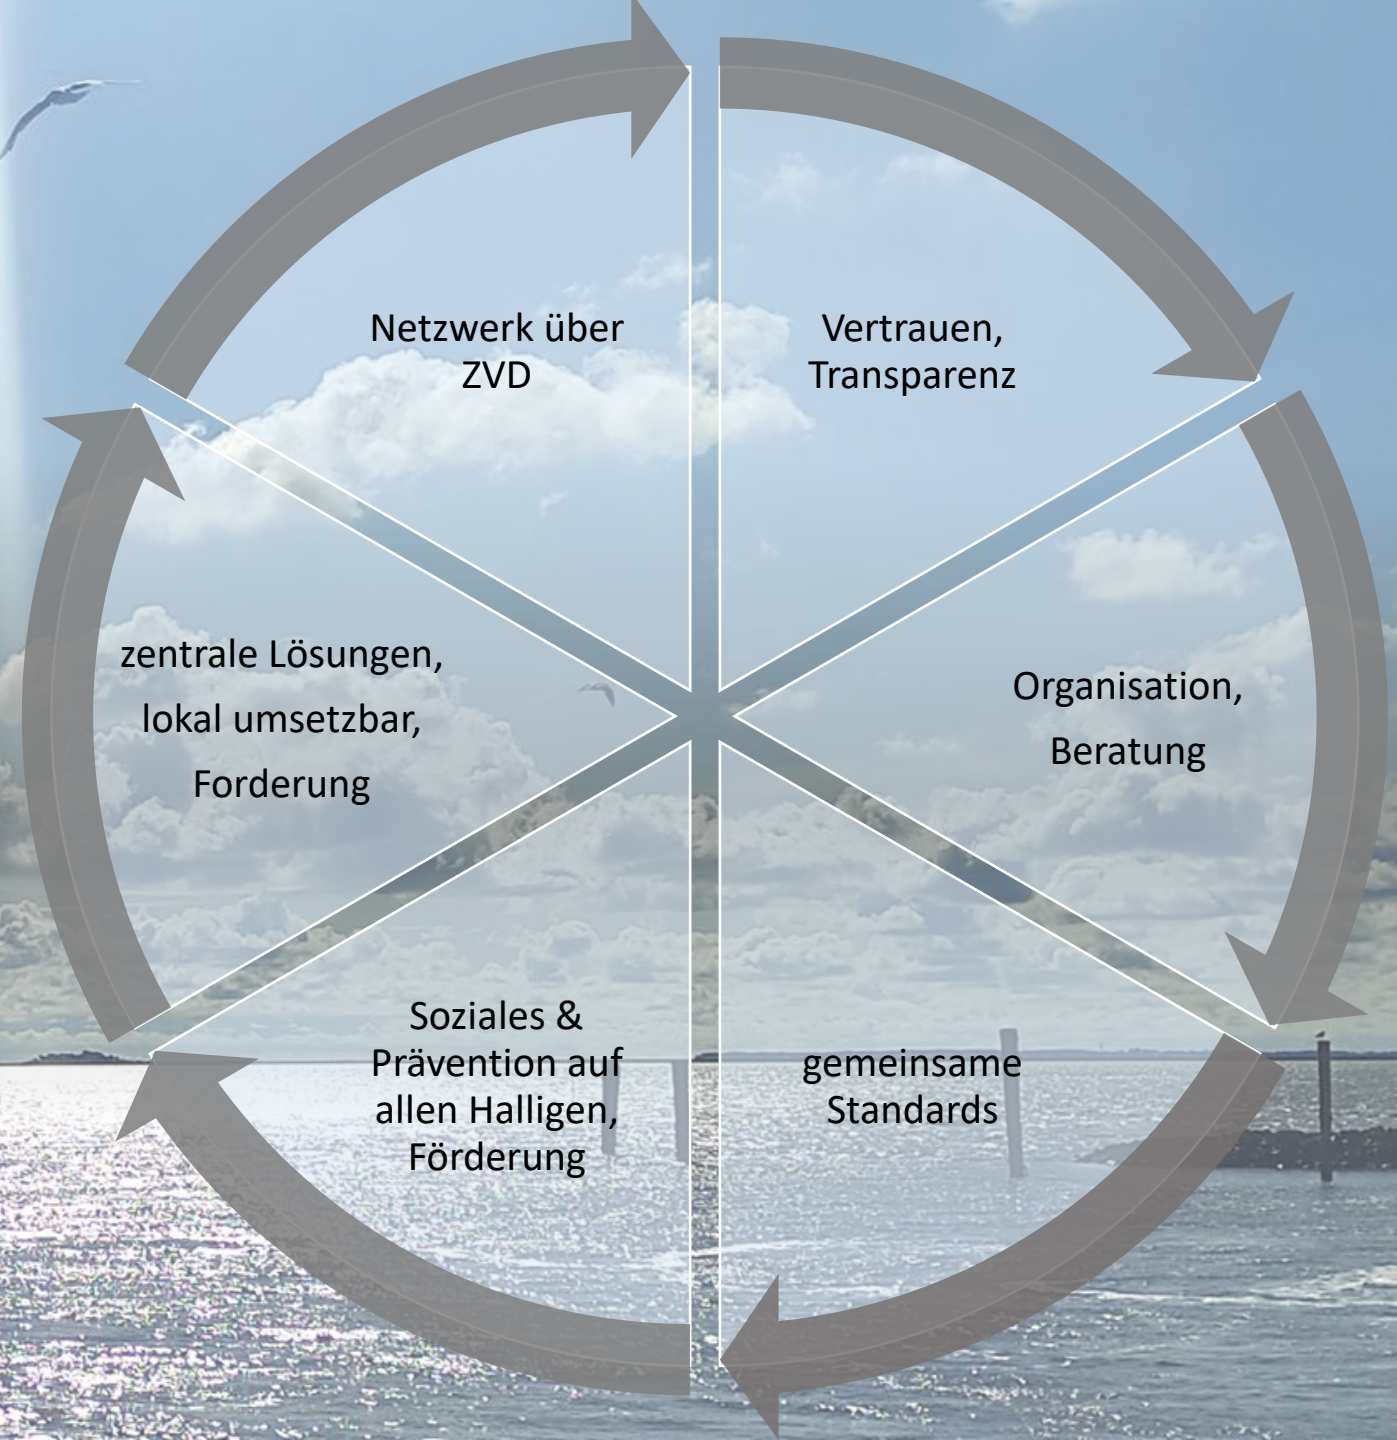 Netzwerk über
ZVD
Vertrauen,
Transparenz
zentrale Lösungen,
lokal umsetzbar,
Forderung
Organisation,
Beratung
Soziales &
Prävention auf
allen Halligen,
Förderung
gemeinsame
Standards